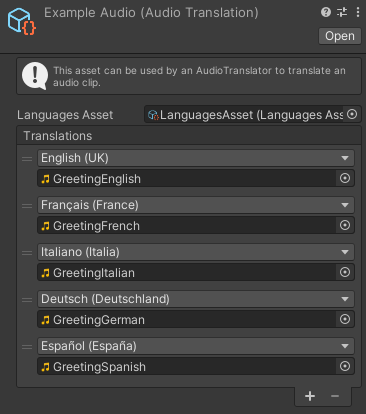 Example Audio (Audio Translation)
Open
This asset can be used by an AudioTranslator to translate an
audio clip.
Languages Asset
LanguagesAsset (Languages Ass
Translations
English (UK)
GreetingEnglish
Français (France)
GreetingFrench
Italiano (Italia)
GreetingItalian
Deutsch (Deutschland)
GreetingGerman
Español (España)
GreetingSpanish